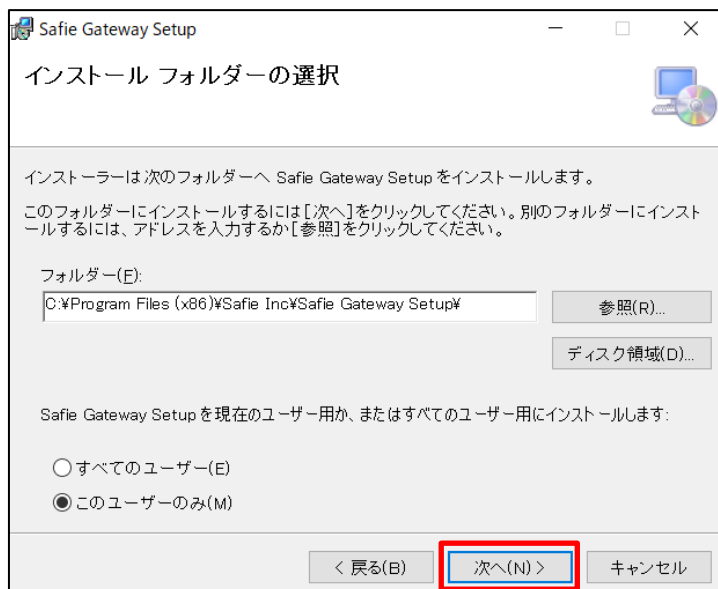 Safie Gateway Setup
インストール フォルダーの選択
インストーラーは次のフォルダーへ Safie Gateway Setup をインストールします。
このフォルダーにインストールするには[次へ]をクリックしてください。別のフォルダーにインスト
ールするには、アドレスを入力するか[参照]をクリックしてください。
フォルダー(F):
C:¥Program Files (x86)¥Safie Inc¥Safie Gateway Setup¥
参照(R)...
ディスク領域(D)...
Safie Gateway Setup を現在のユーザー用か、またはすべてのユーザー用にインストールします:
すべてのユーザー(E)
このユーザーのみ(M)
< 戻る(B)
次へ(N) >
キャンセル